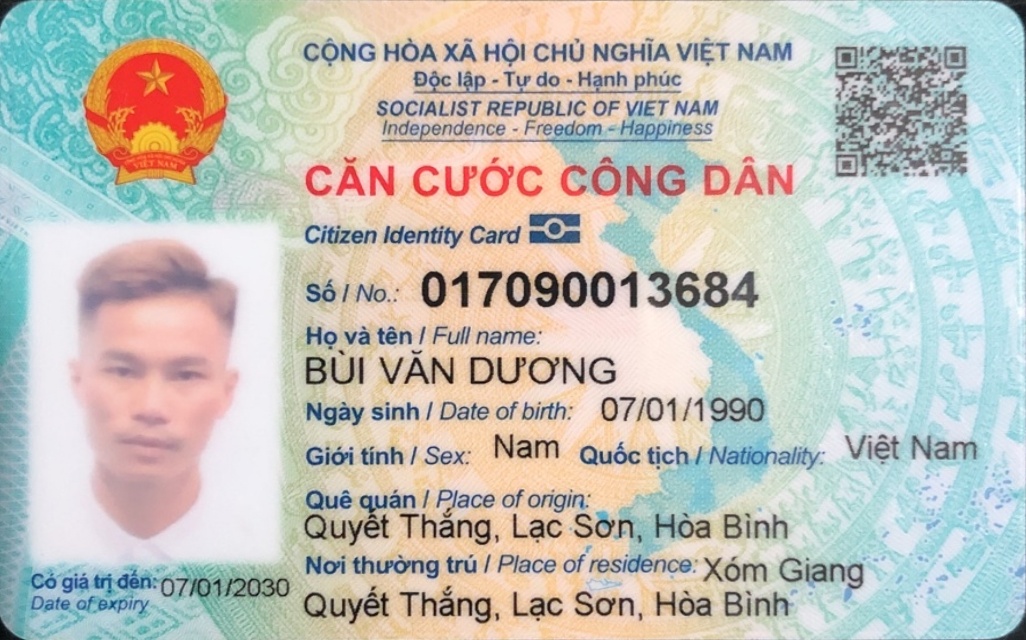 CỘNG HÒA XÃ HỘI CHỦ NGHĨA VIỆT NAM
Độc lập - Tự do - Hạnh phúc
SOCIALIST REPUBLIC OF VIET NAM
Independence - Freedom - Happiness
CĂN CƯỚC CÔNG DÂN
Citizen Identity Card
Số / No.: 017090013684
Họ và tên / Full name:
BÙI VĂN DƯƠNG
Ngày sinh / Date of birth: 07/01/1990
Giới tính / Sex: Nam Quốc tịch / Nationality: Việt Nam
Quê quán / Place of origin:
Quyết Thắng, Lạc Sơn, Hòa Bình
Nơi thường trú / Place of residence: Xóm Giang
Quyết Thắng, Lạc Sơn, Hòa Bình
Có giá trị đến: 07/01/2030
Date of expiry
VIỆT NAM